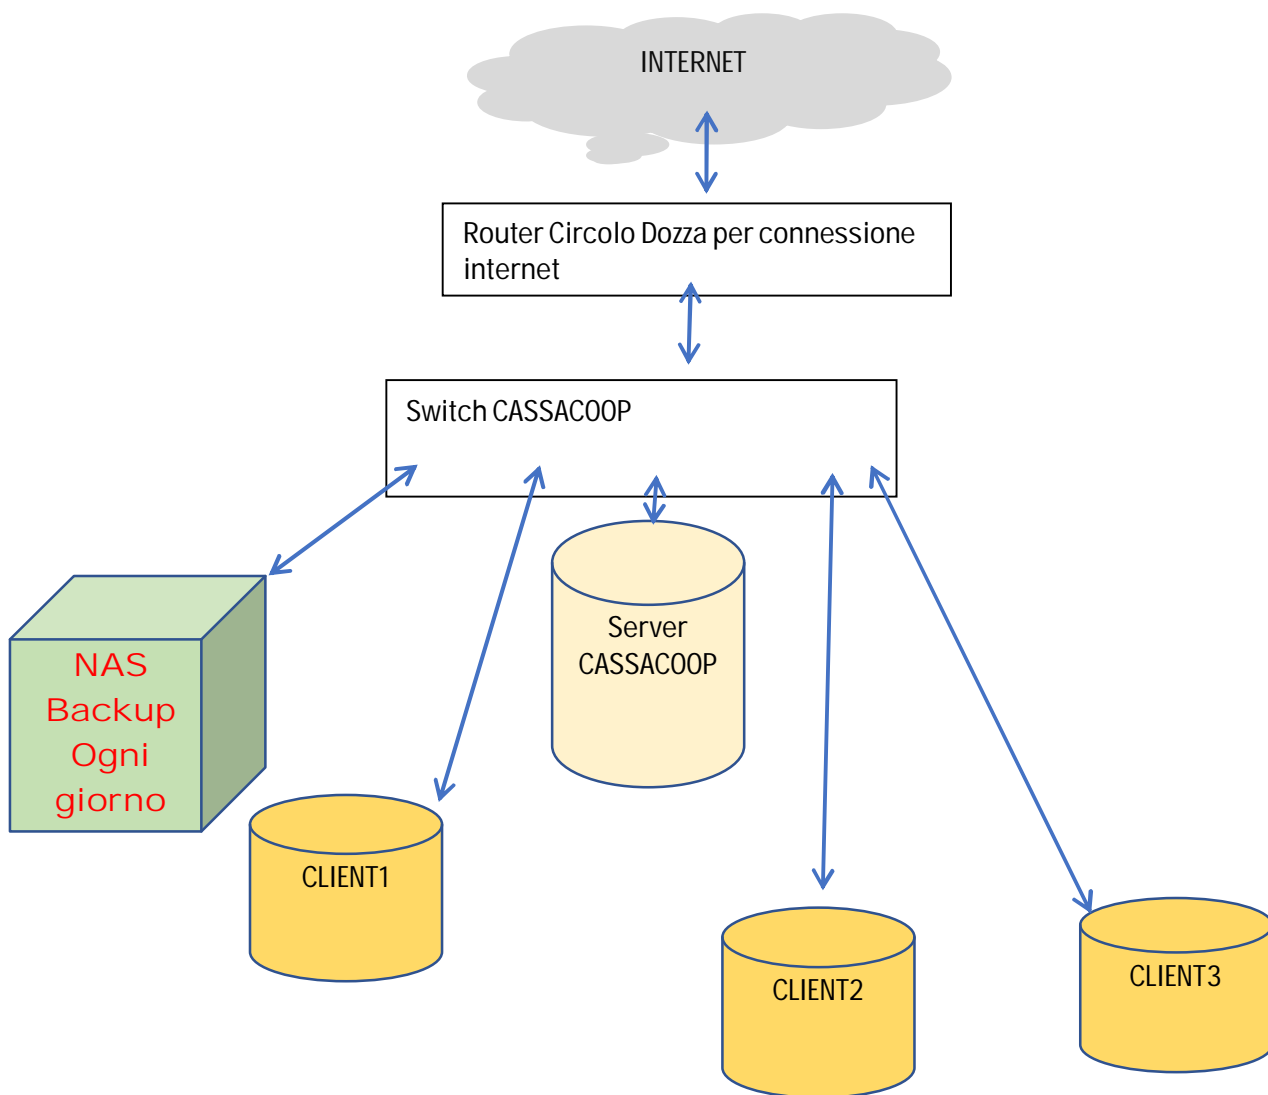 INTERNET
Router Circolo Dozza per connessione
internet
Switch CASSACOOP
Server
CASSACOOP
NAS
Backup
Ogni
giorno
CLIENT1
CLIENT2
CLIENT3